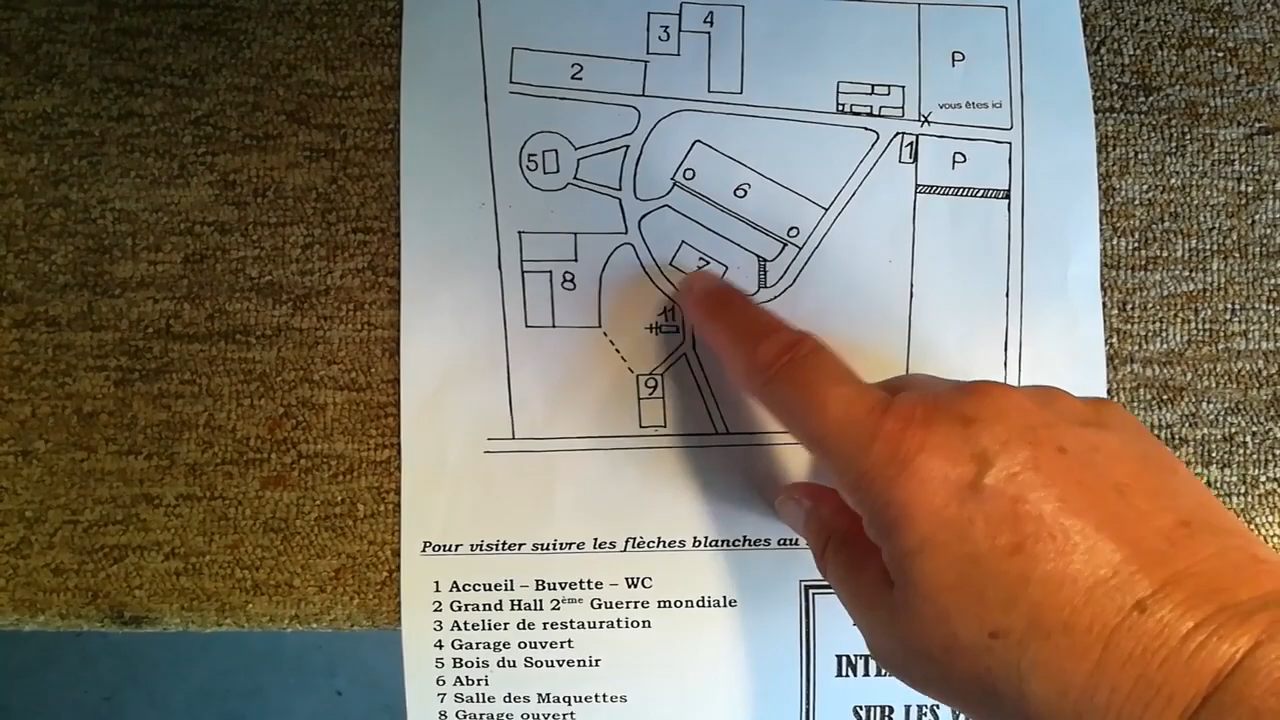 3 4
2
P
vous êtes ici
X
5
6
1
P
8
7
11
9
Pour visiter suivre les flèches blanches au
1 Accueil – Buvette – WC
2 Grand Hall 2ème Guerre mondiale
3 Atelier de restauration
4 Garage ouvert
5 Bois du Souvenir
6 Abri
7 Salle des Maquettes
8 Garage ouvert
SUR LES